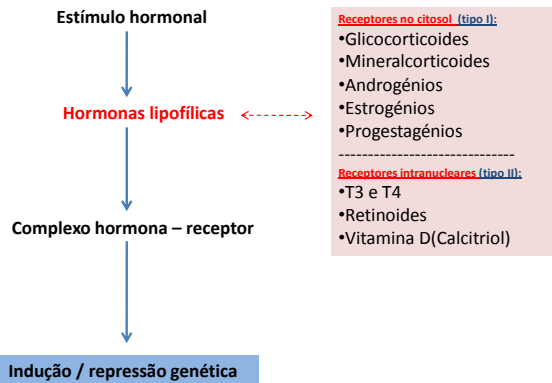 Estímulo hormonal
Hormonas lipofílicas
Complexo hormona – receptor
Indução / repressão genética
Receptores no citosol (tipo I):
•Glicocorticoides
•Mineralcorticoides
•Androgénios
•Estrogénios
•Progestagénios
------------------------------
Receptores intranucleares (tipo II):
•T3 e T4
•Retinoides
•Vitamina D(Calcitriol)